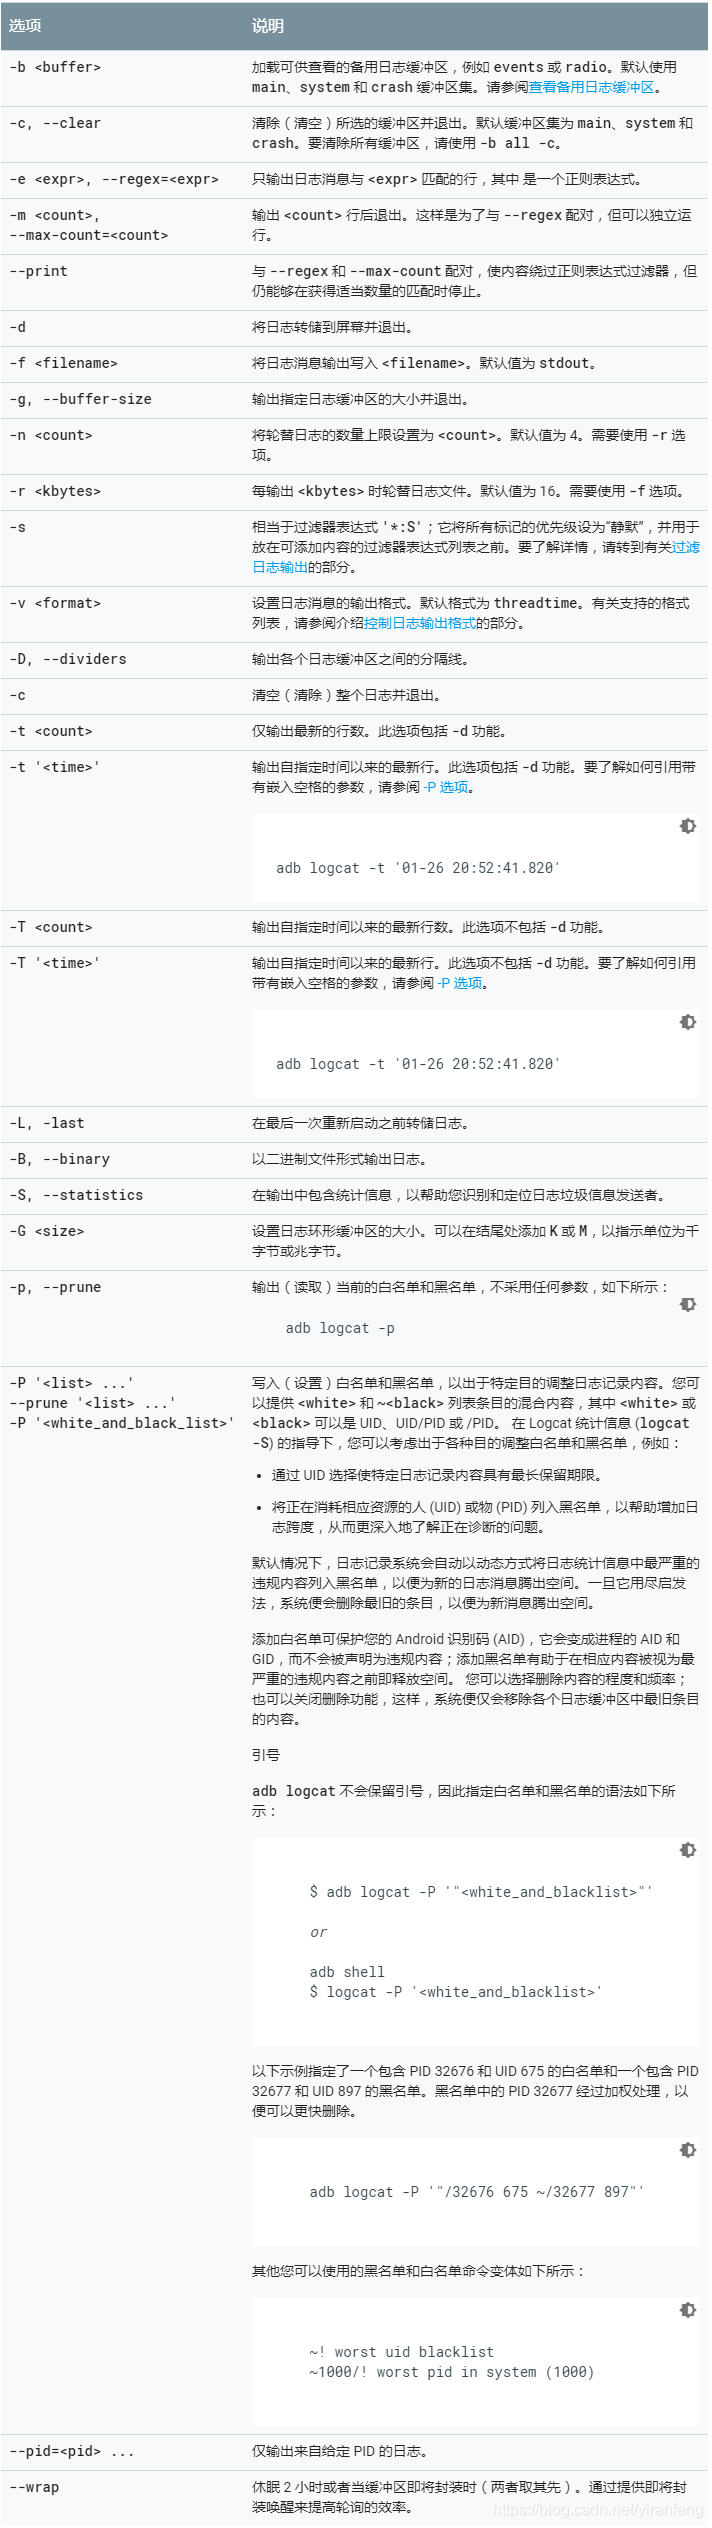 选项 说明
-b <buffer> 加载可供查看的备用日志缓冲区，例如 events 或 radio。默认使用
main、system 和 crash 缓冲区集。请参阅查看备用日志缓冲区。
-c, --clear 清除（清空）所选的缓冲区并退出。默认缓冲区集为 main、system 和
crash。要清除所有缓冲区，请使用 -b all -c。
-e <expr>, --regex=<expr> 只输出日志消息与 <expr> 匹配的行，其中 是一个正则表达式。
-m <count>, 输出 <count> 行后退出。这样是为了与 --regex 配对，但可以独立运
--max-count=<count> 行。
--print 与 --regex 和 --max-count 配对，使内容绕过正则表达式过滤器，但
仍能够在获得适当数量的匹配时停止。
-d 将日志转储到屏幕并退出。
-f <filename> 将日志消息输出写入 <filename>。默认值为 stdout。
-g, --buffer-size 输出指定日志缓冲区的大小并退出。
-n <count> 将轮替日志的数量上限设置为 <count>。默认值为 4。需要使用 -r 选
项。
-r <kbytes> 每输出 <kbytes> 时轮替日志文件。默认值为 16。需要使用 -f 选项。
-s 相当于过滤器表达式 '*:S'；它将所有标记的优先级设为“静默”，并用于
放在可添加内容的过滤器表达式列表之前。要了解详情，请转到有关过滤
日志输出的部分。
-v <format> 设置日志消息的输出格式。默认格式为 threadtime。有关支持的格式
列表，请参阅介绍控制日志输出格式的部分。
-D, --dividers 输出各个日志缓冲区之间的分隔线。
-c 清空（清除）整个日志并退出。
-t <count> 仅输出最新的行数。此选项包括 -d 功能。
-t '<time>' 输出自指定时间以来的最新行。此选项包括 -d 功能。要了解如何引用带
有嵌入空格的参数，请参阅 -P 选项。
adb logcat -t '01-26 20:52:41.820'
-T <count> 输出自指定时间以来的最新行数。此选项不包括 -d 功能。
-T '<time>' 输出自指定时间以来的最新行。此选项不包括 -d 功能。要了解如何引用
带有嵌入空格的参数，请参阅 -P 选项。
adb logcat -t '01-26 20:52:41.820'
-L, -last 在最后一次重新启动之前转储日志。
-B, --binary 以二进制文件形式输出日志。
-S, --statistics 在输出中包含统计信息，以帮助您识别和定位日志垃圾信息发送者。
-G <size> 设置日志环形缓冲区的大小。可以在结尾处添加 K 或 M，以指示单位为千
字节或兆字节。
-p, --prune 输出（读取）当前的白名单和黑名单，不采用任何参数，如下所示：
adb logcat -p
-P '<list> ...' 写入（设置）白名单和黑名单，以出于特定目的调整日志记录内容。您可
--prune '<list> ...' 以提供 <white> 和 ~<black> 列表条目的混合内容，其中 <white> 或
-P '<white_and_black_list>' <black> 可以是 UID、UID/PID 或 /PID。 在 Logcat 统计信息 (logcat
-S) 的指导下，您可以考虑出于各种目的调整白名单和黑名单，例如：
• 通过 UID 选择使特定日志记录内容具有最长保留期限。
• 将正在消耗相应资源的人 (UID) 或物 (PID) 列入黑名单，以帮助增加日
志跨度，从而更深入地了解正在诊断的问题。
默认情况下，日志记录系统会自动以动态方式将日志统计信息中最严重的
违规内容列入黑名单，以便为新的日志消息腾出空间。一旦它用尽启发
法，系统便会删除最旧的条目，以便为新消息腾出空间。
添加白名单可保护您的 Android 识别码 (AID)，它会变成进程的 AID 和
GID，而不会被声明为违规内容；添加黑名单有助于在相应内容被视为最
严重的违规内容之前即释放空间。 您可以选择删除内容的程度和频率；
也可以关闭删除功能，这样，系统便仅会移除各个日志缓冲区中最旧条目
的内容。
引号
adb logcat 不会保留引号，因此指定白名单和黑名单的语法如下所
示：
$ adb logcat -P '"<white_and_blacklist>"'
or
adb shell
$ logcat -P '<white_and_blacklist>'
以下示例指定了一个包含 PID 32676 和 UID 675 的白名单和一个包含 PID
32677 和 UID 897 的黑名单。黑名单中的 PID 32677 经过加权处理，以
便可以更快删除。
adb logcat -P '"/32676 675 ~/32677 897"'
其他您可以使用的黑名单和白名单命令变体如下所示：
~! worst uid blacklist
~1000/! worst pid in system (1000)
--pid=<pid> ... 仅输出来自给定 PID 的日志。
--wrap 休眠 2 小时或者当缓冲区即将封装时（两者取其先）。通过提供即将封
装唤醒来提高轮询的效率。
https://blog.csdn.net/yiranfeng